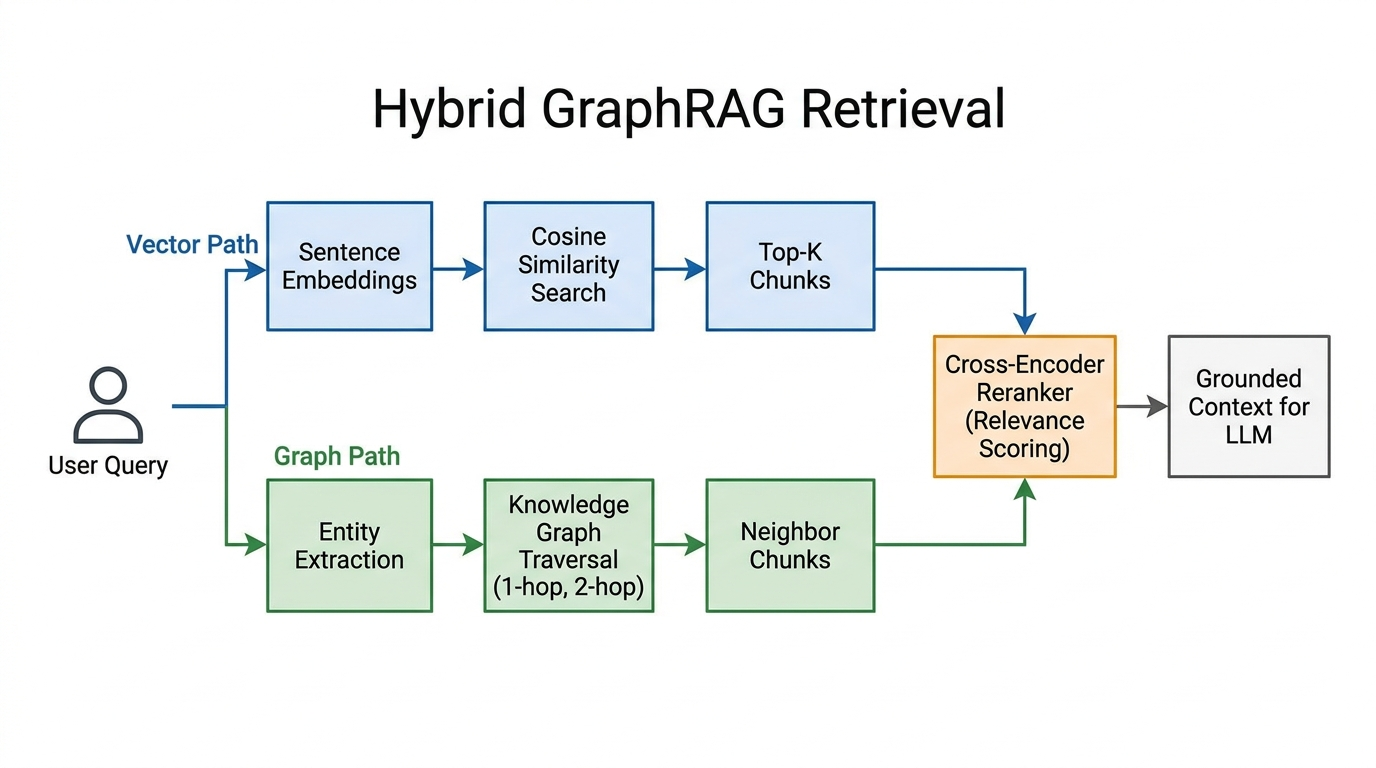 Hybrid GraphRAG Retrieval
Vector Path
Sentence
Embeddings
Cosine
Similarity
Search
Top-K
Chunks
User Query
Graph Path
Entity
Extraction
Knowledge
Graph
Traversal
(1-hop, 2-hop)
Neighbor
Chunks
Cross-Encoder
Reranker
(Relevance
Scoring)
Grounded
Context for
LLM